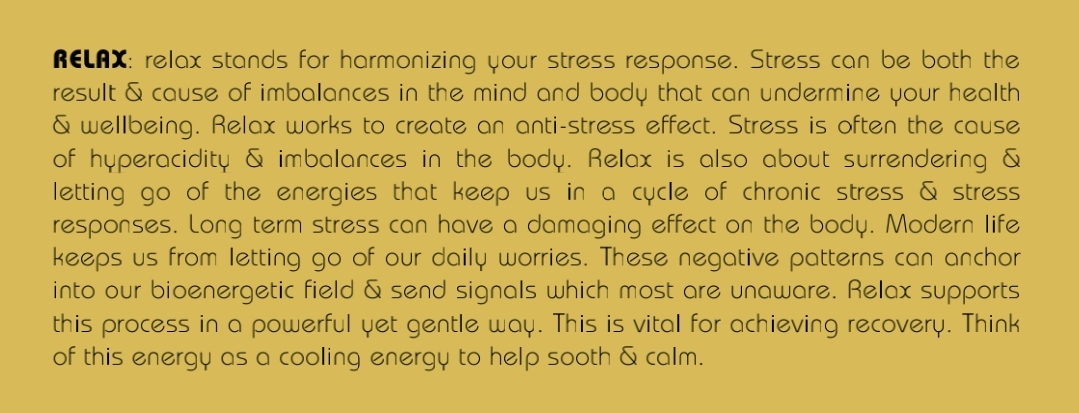 RELAX: relax stands for harmonizing your stress response. Stress can be both the
result & cause of imbalances in the mind and body that can undermine your health
& wellbeing. Relax works to create an anti-stress effect. Stress is often the cause
of hyperacidity & imbalances in the body. Relax is also about surrendering &
letting go of the energies that keep us in a cycle of chronic stress & stress
responses. Long term stress can have a damaging effect on the body. Modern life
keeps us from letting go of our daily worries. These negative patterns can anchor
into our bioenergetic field & send signals which most are unaware. Relax supports
this process in a powerful yet gentle way. This is vital for achieving recovery. Think
of this energy as a cooling energy to help sooth & calm.